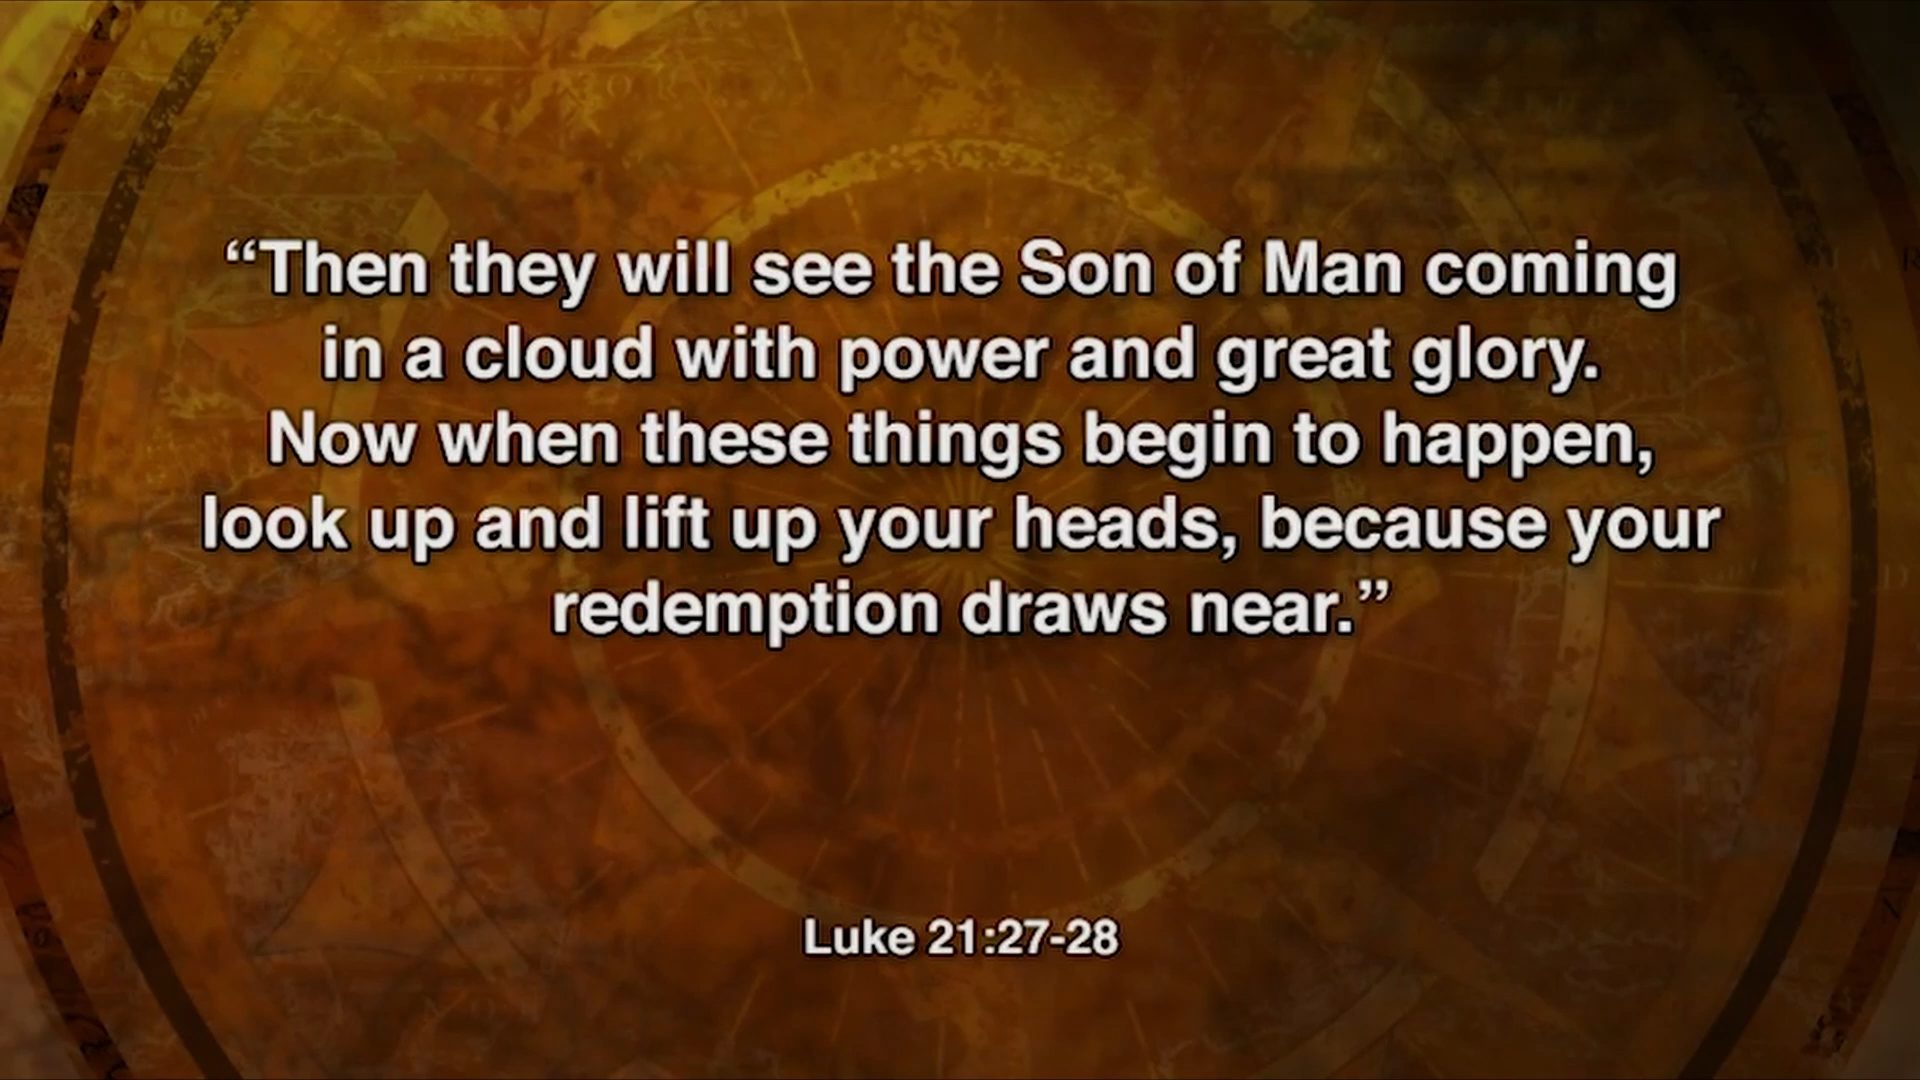 “Then they will see the Son of Man coming
in a cloud with power and great glory.
Now when these things begin to happen,
look up and lift up your heads, because your
redemption draws near.”
Luke 21:27-28